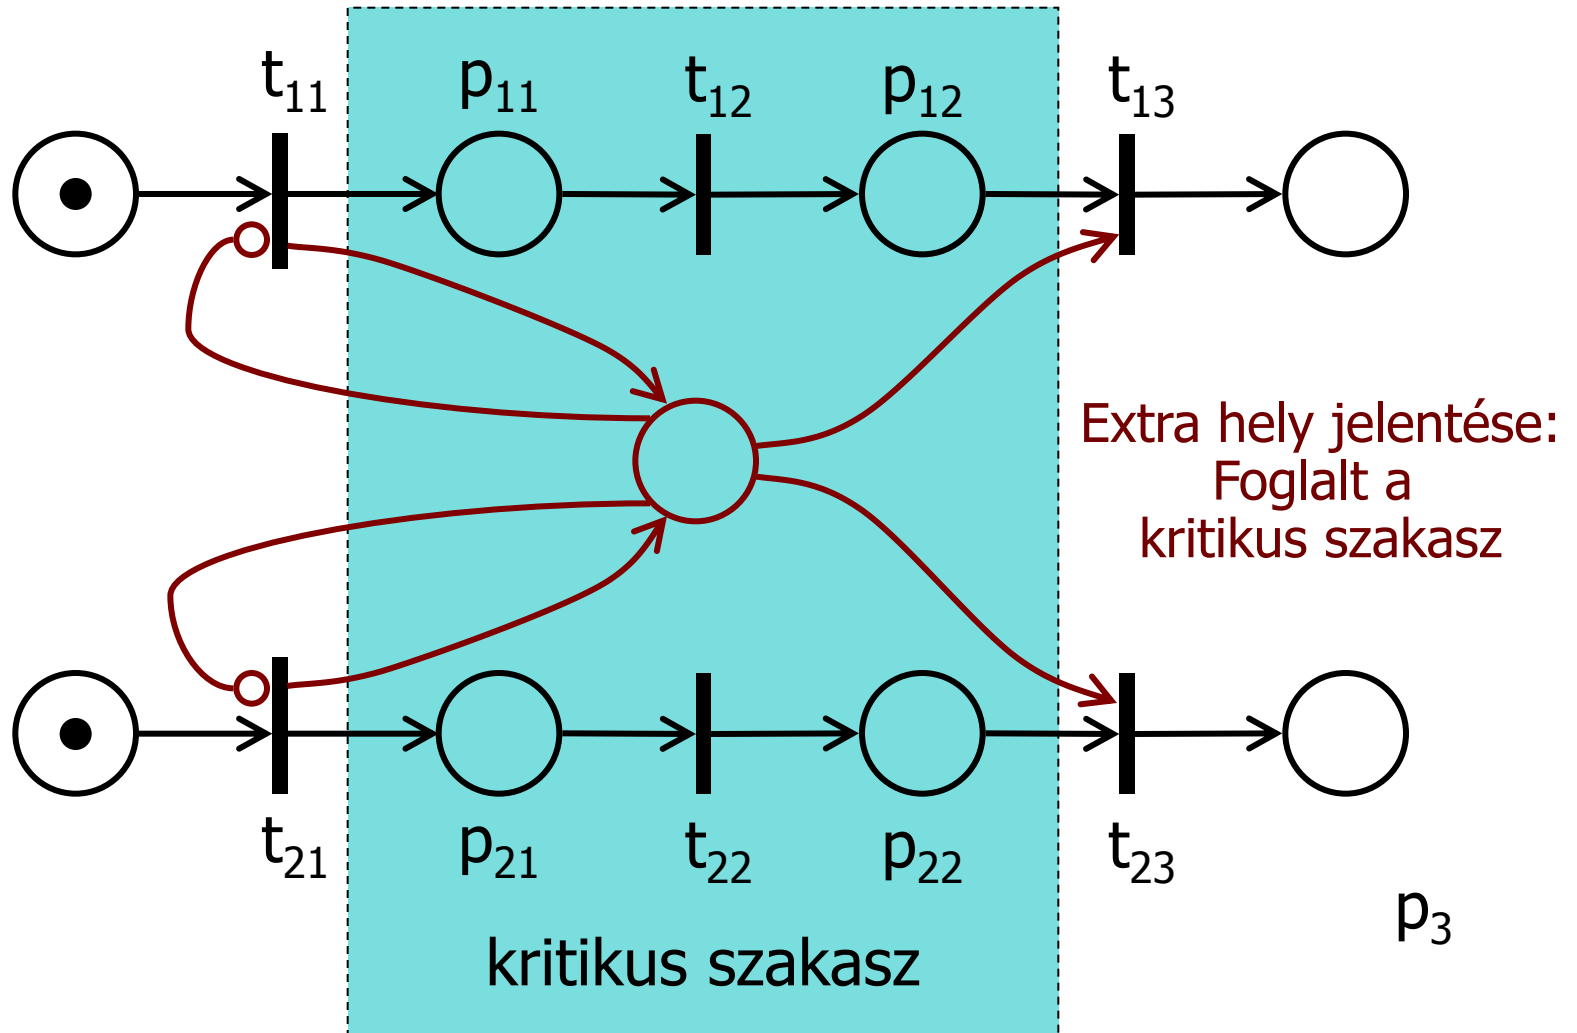 t11 p11 t12 p12 t13
Extra hely jelentése:
Foglalt a
kritikus szakasz
t21 p21 t22 p22 t23
p3
kritikus szakasz